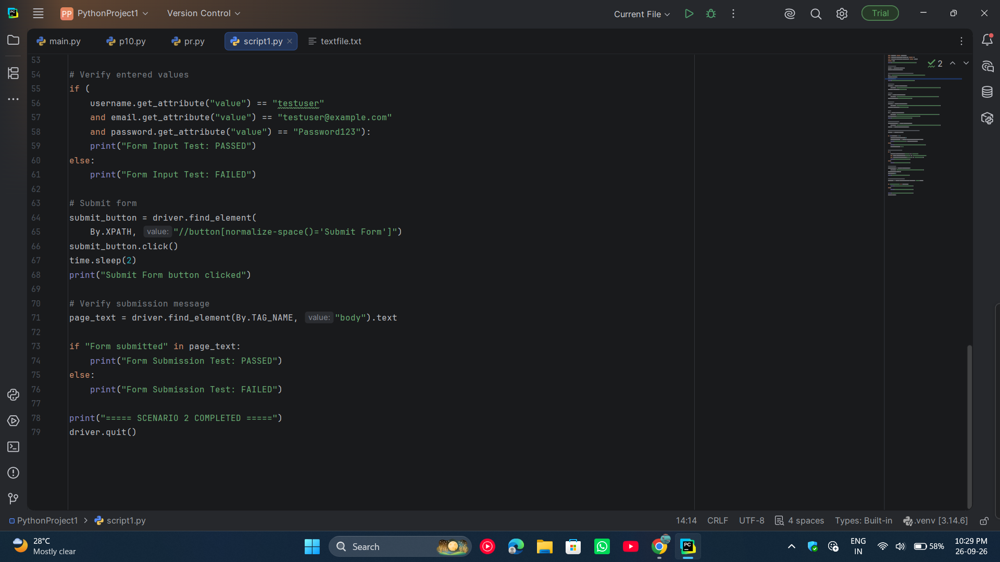 PP PythonProject1 Version Control Current File Trial
main.py p10.py pr.py script1.py textfile.txt
2
53
54 # Verify entered values
55 if (
56 username.get_attribute("value") == "testuser"
57 and email.get_attribute("value") == "testuser@example.com"
58 and password.get_attribute("value") == "Password123"):
59 print("Form Input Test: PASSED")
60 else:
61 print("Form Input Test: FAILED")
62
63 # Submit form
64 submit_button = driver.find_element(
65 By.XPATH, value: "//button[normalize-space()='Submit Form']")
66 submit_button.click()
67 time.sleep(2)
68 print("Submit Form button clicked")
69
70 # Verify submission message
71 page_text = driver.find_element(By.TAG_NAME, value: "body").text
72
73 if "Form submitted" in page_text:
74 print("Form Submission Test: PASSED")
75 else:
76 print("Form Submission Test: FAILED")
77
78 print("===== SCENARIO 2 COMPLETED =====")
79 driver.quit()
PythonProject1 > script1.py 14:14 CRLF UTF-8 4 spaces Types: Built-in .venv [3.14.6]
28°C
Mostly clear
Search
ENG
IN
58%
10:29 PM
26-09-26